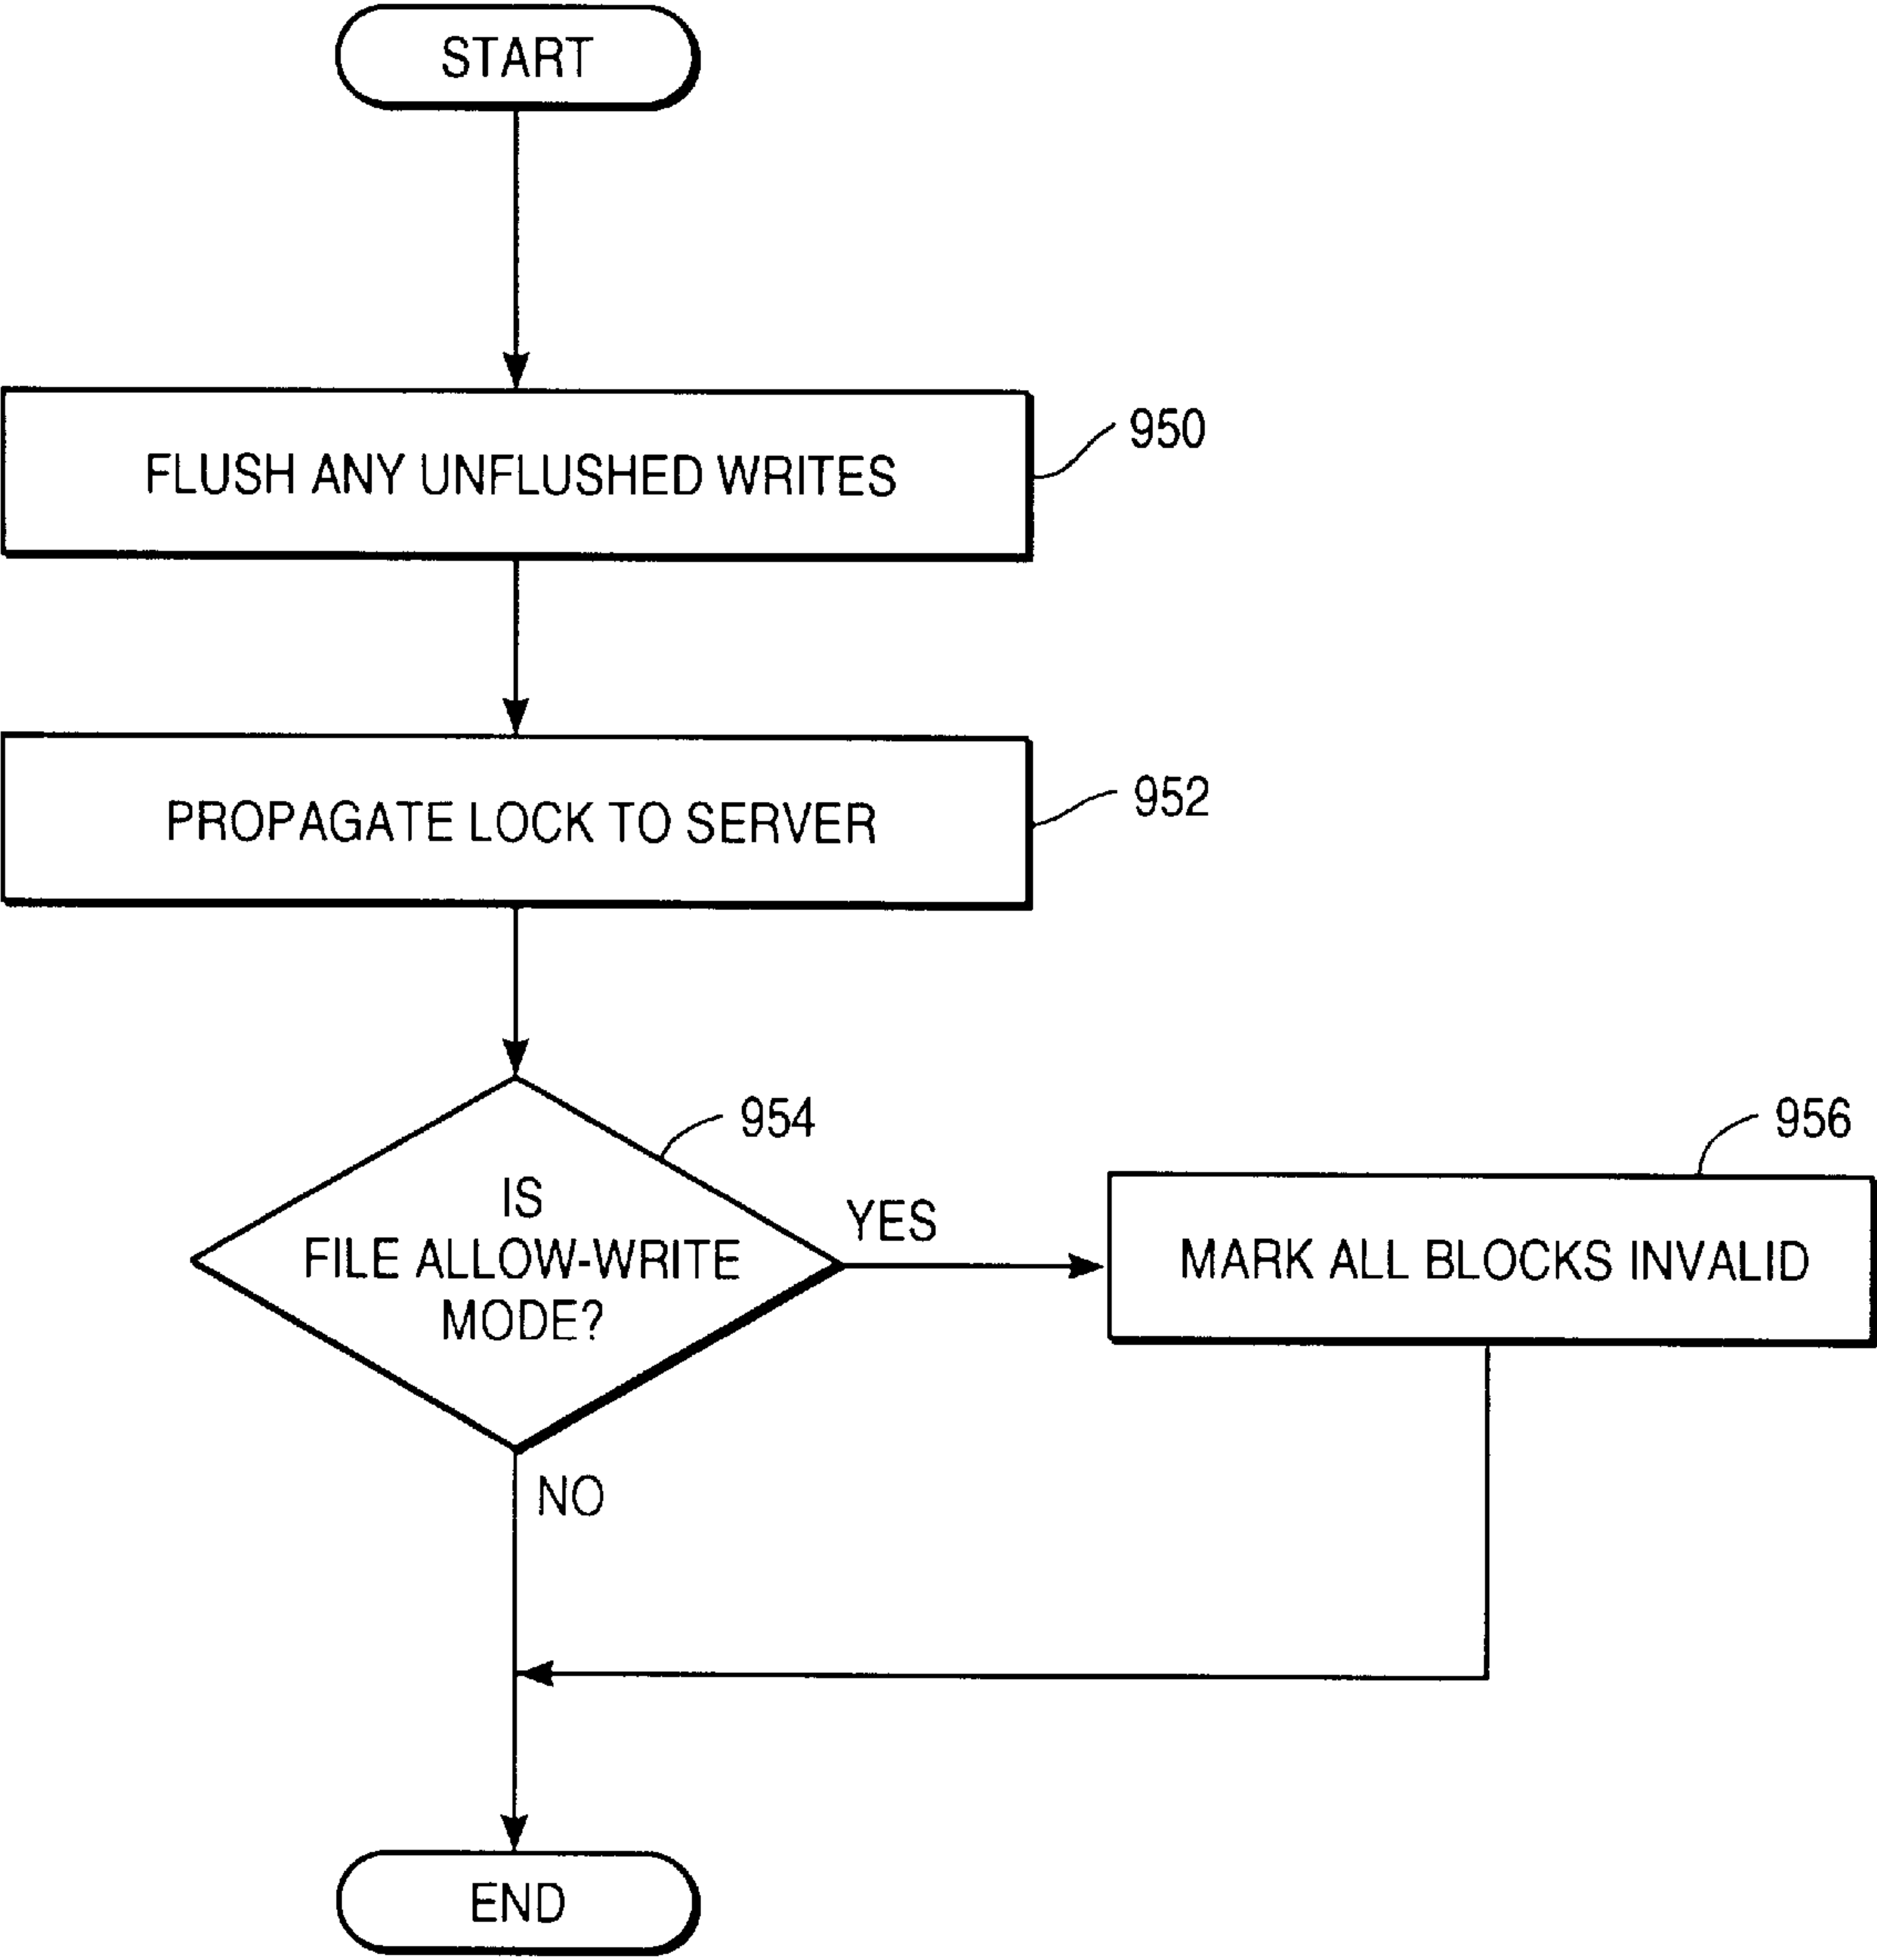 START
950
FLUSH ANY UNFLUSHED WRITES
952
PROPAGATE LOCK TO SERVER
954
956
IS
FILE ALLOW-WRITE
MODE?
YES
MARK ALL BLOCKS INVALID
NO
END